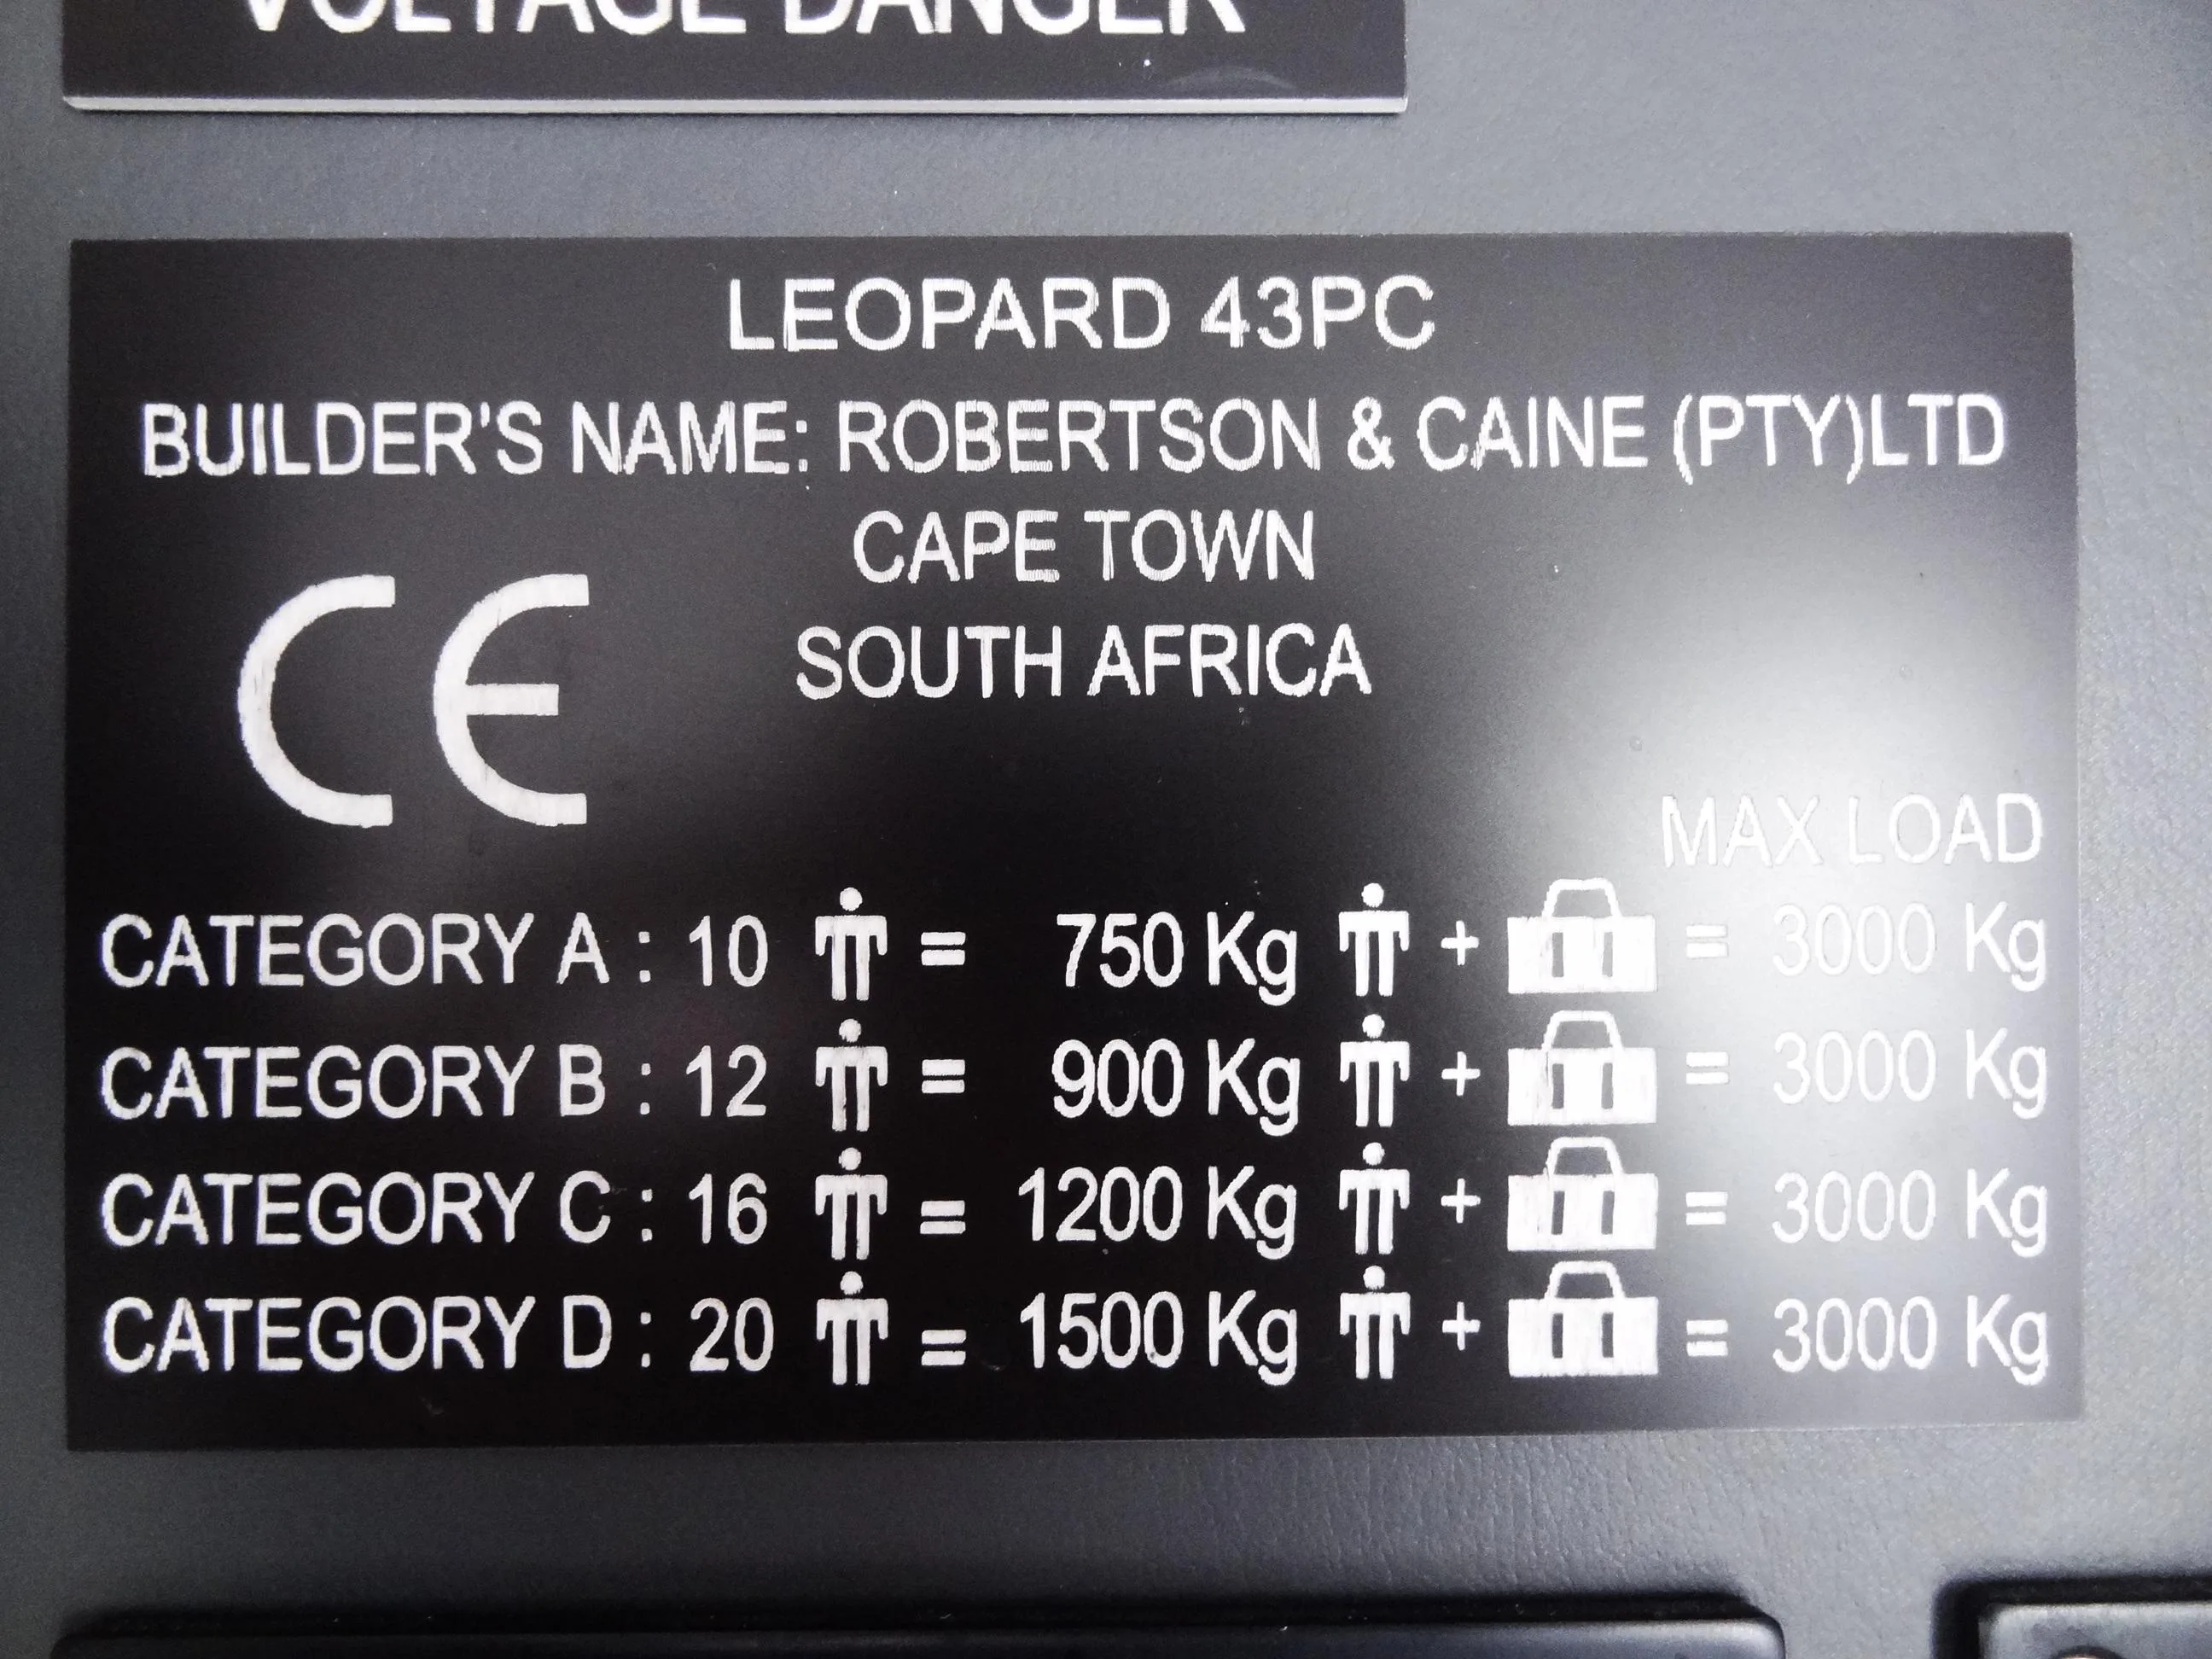 VOLTAGE DANGER
LEOPARD 43PC
BUILDER'S NAME: ROBERTSON & CAINE (PTY)LTD
CAPE TOWN
SOUTH AFRICA
CE
MAX LOAD
CATEGORY A : 10 = 750 Kg + = 3000 Kg
CATEGORY B : 12 = 900 Kg + = 3000 Kg
CATEGORY C : 16 = 1200 Kg + = 3000 Kg
CATEGORY D : 20 = 1500 Kg + = 3000 Kg